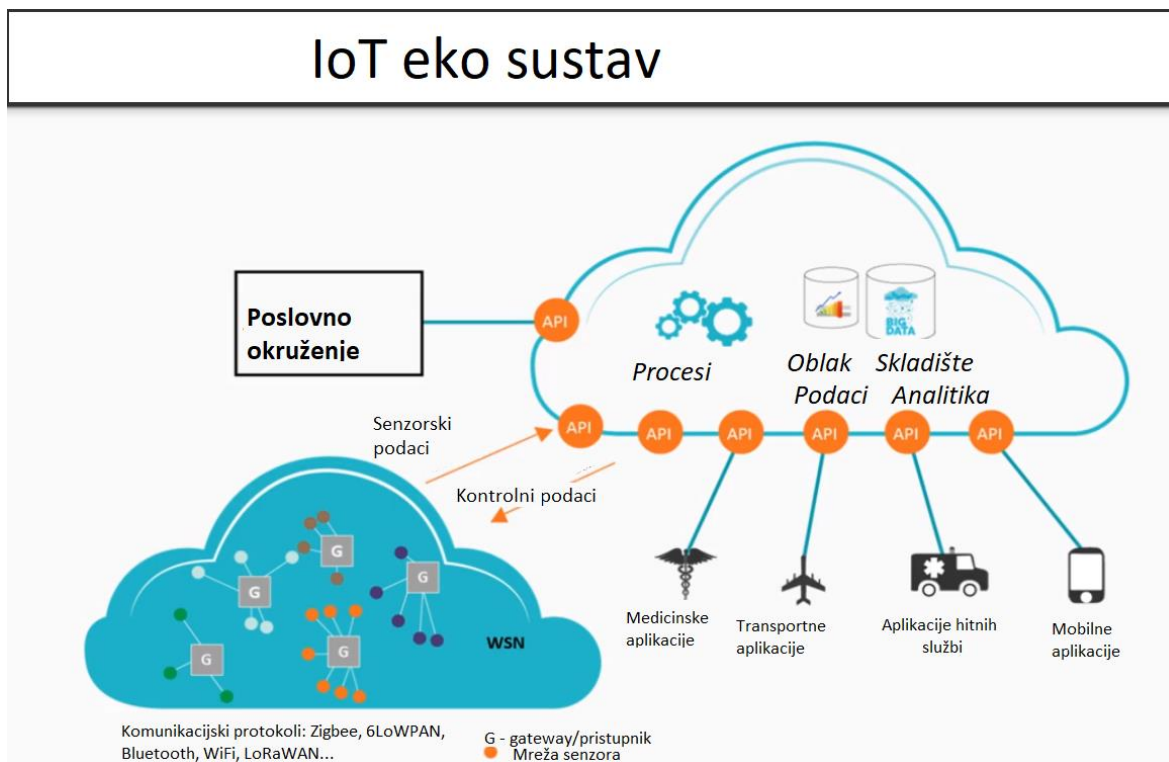 IoT eko sustav
Poslovno
okruženje
API
Procesi
Oblak
Podaci
BIG
DATA
Skladište
Analitika
API
API
API
API
API
API
Senzorski
podaci
Kontrolni podaci
G
G
G
G
G
WSN
Medicinske
aplikacije
Transportne
aplikacije
Aplikacije hitnih
službi
Mobilne
aplikacije
Komunikacijski protokoli: Zigbee, 6LoWPAN,
Bluetooth, WiFi, LoRaWAN...
G - gateway/pristupnik
Mreža senzora